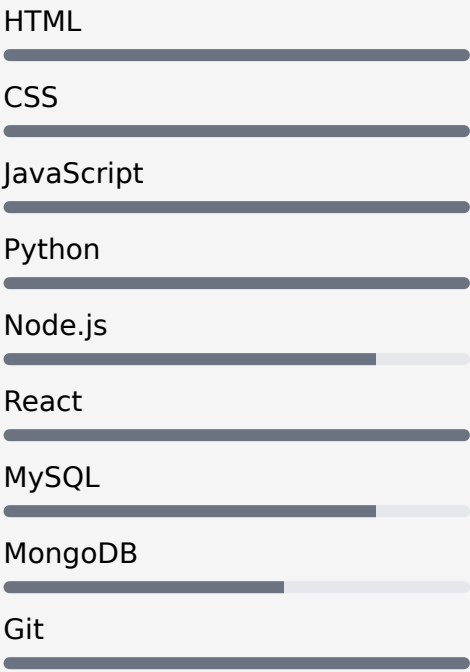 HTML
CSS
JavaScript
Python
Node.js
React
MySQL
MongoDB
Git